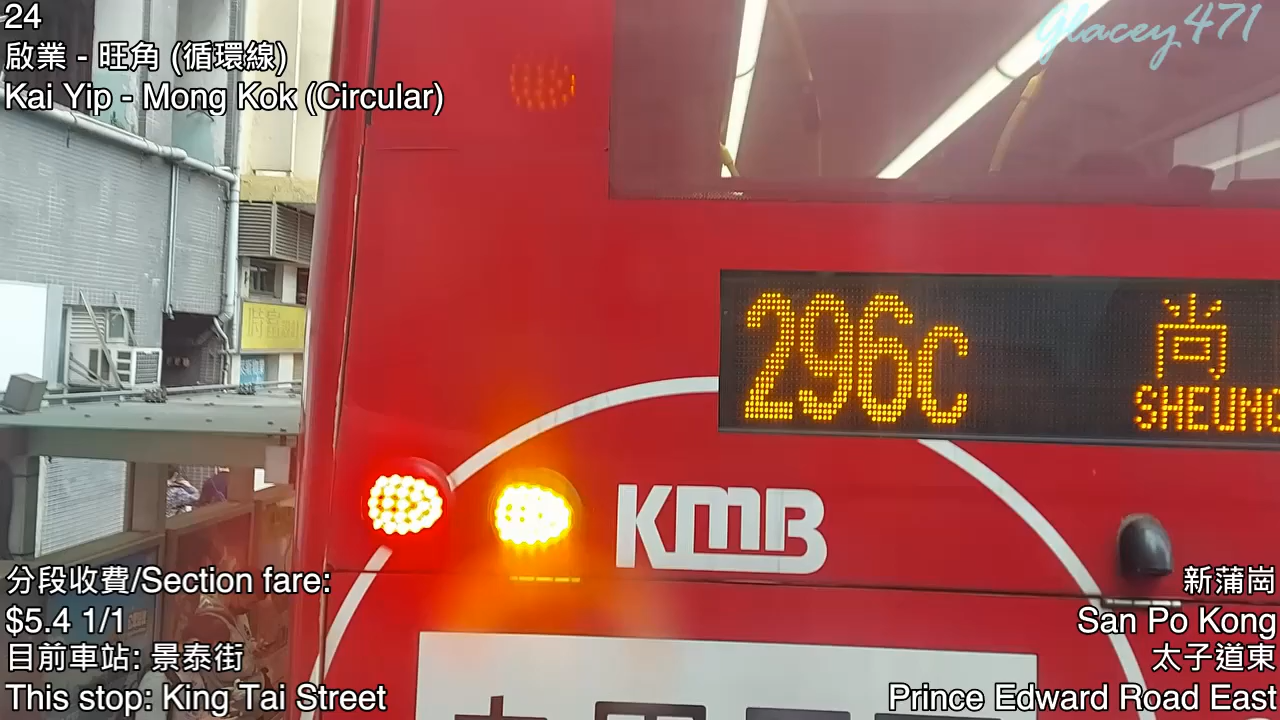 24
啟業 - 旺角 (循環線)
Kai Yip - Mong Kok (Circular)
Glacey471
296C
尚
SHEUNG
KMB
分段收費/Section fare:
$5.4 1/1
目前車站: 景泰街
This stop: King Tai Street
新蒲崗
San Po Kong
太子道東
Prince Edward Road East